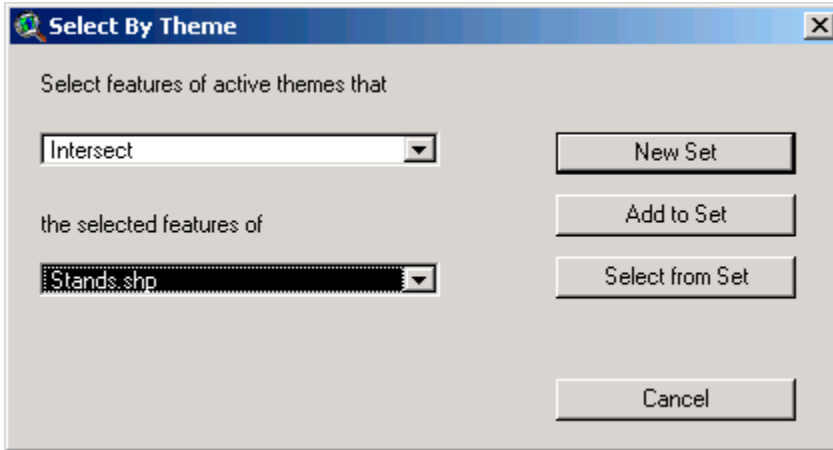 Select By Theme
Select features of active themes that
Intersect
New Set
Add to Set
the selected features of
Stands.shp
Select from Set
Cancel